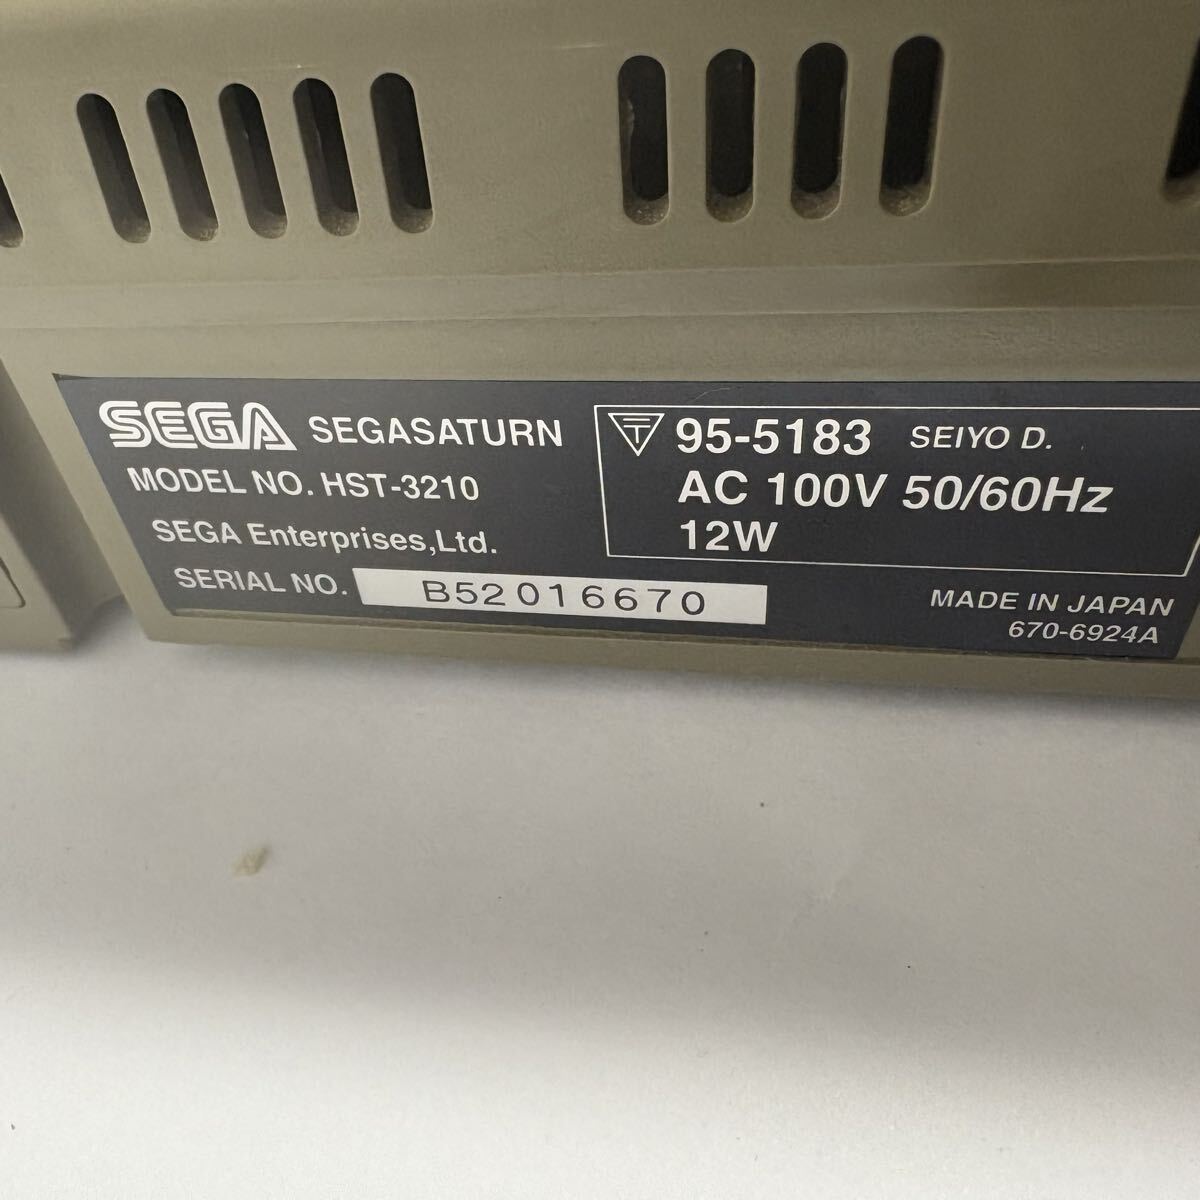 SEGA SEGASATURN
MODEL NO. HST-3210
SEGA Enterprises,Ltd.
SERIAL NO. B52016670
T 95-5183 SEIYO D.
AC 100V 50/60Hz
12W
MADE IN JAPAN
670-6924A